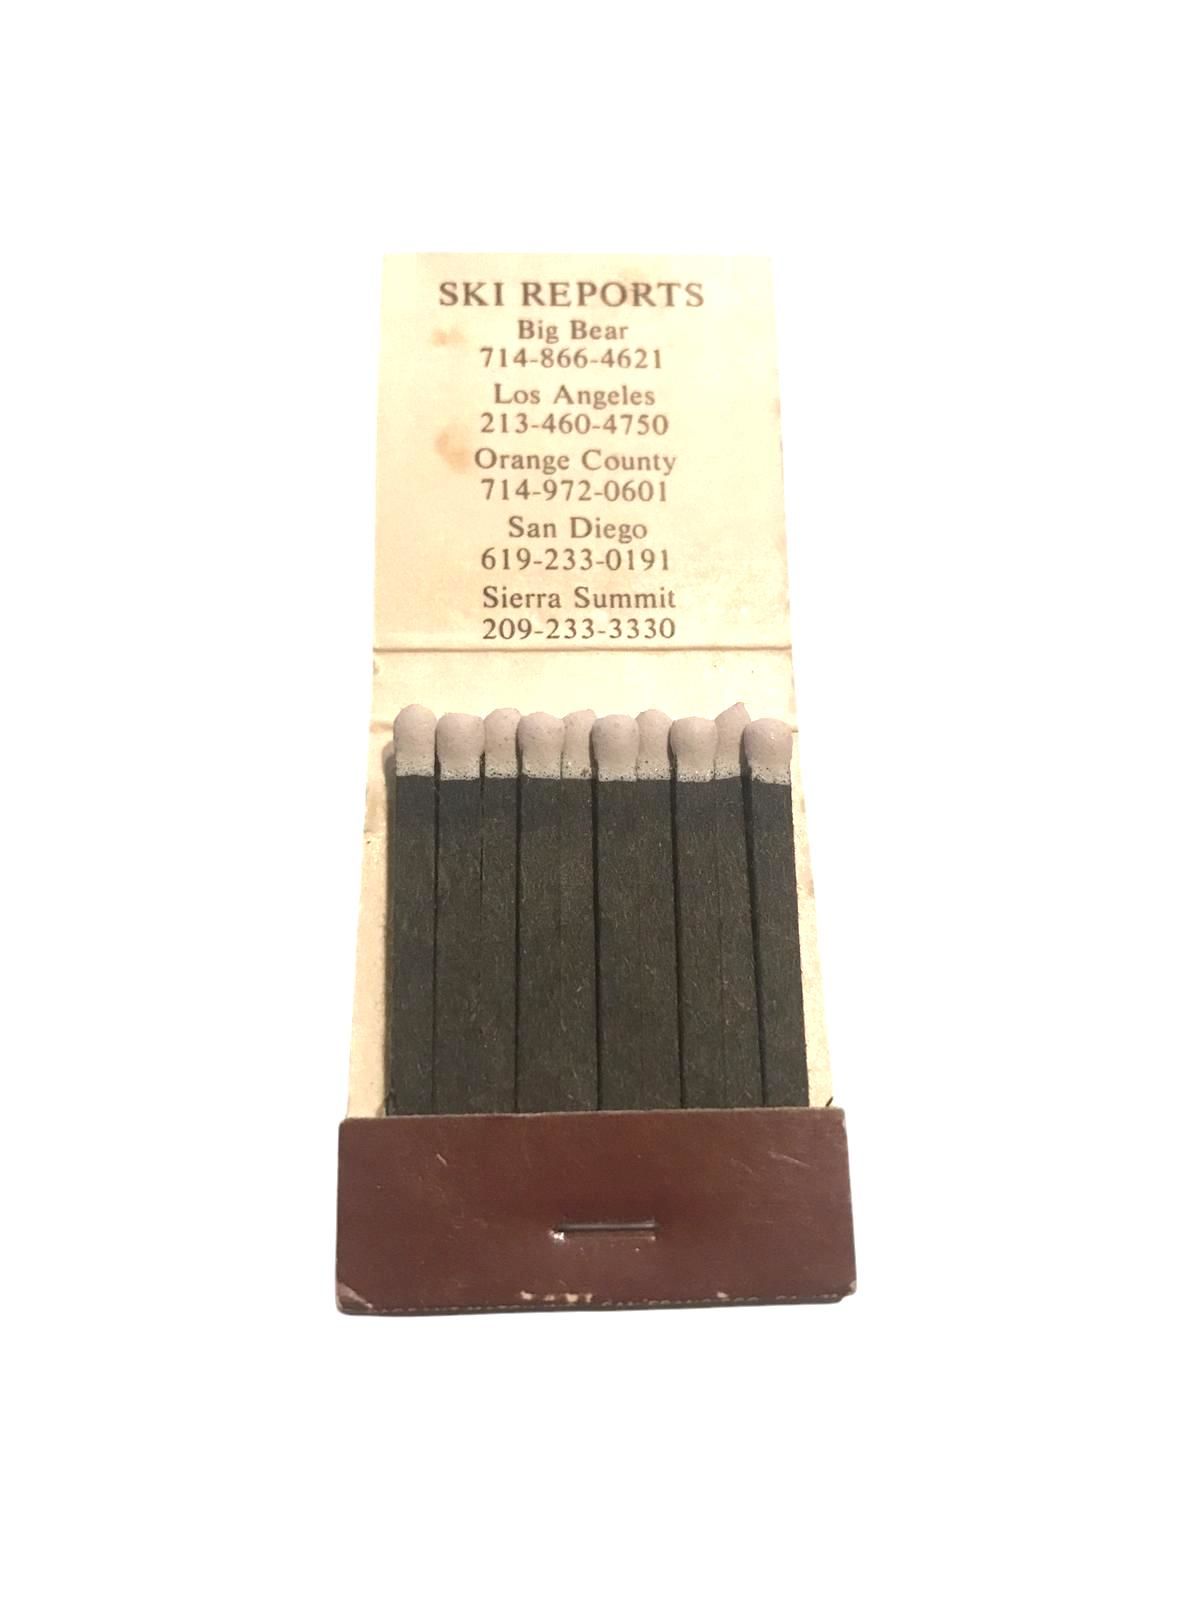 SKI REPORTS
Big Bear
714-866-4621
Los Angeles
213-460-4750
Orange County
714-972-0601
San Diego
619-233-0191
Sierra Summit
209-233-3330